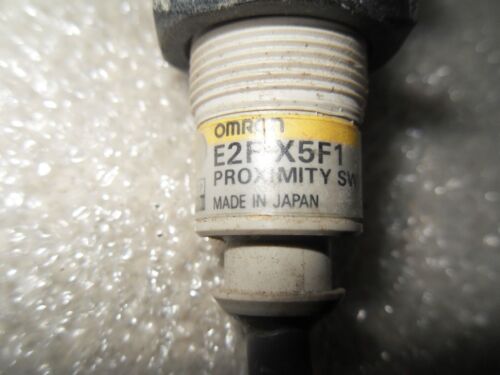 OMRON
E2F-X5F1
PROXIMITY SW
MADE IN JAPAN